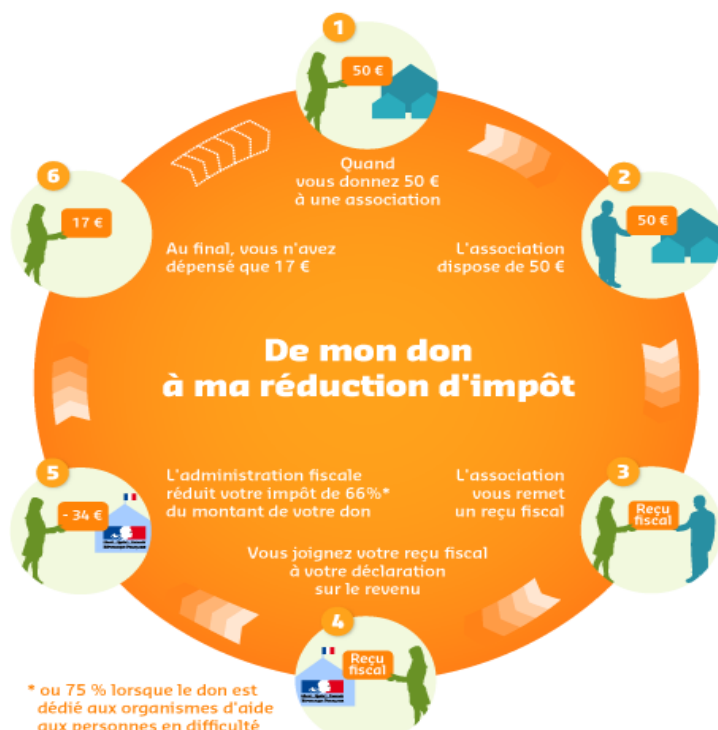 1
50 €
Quand
vous donnez 50 €
à une association
2
50 €
L'association
dispose de 50 €
De mon don
à ma réduction d'impôt
3
Reçu
fiscal
L'association
vous remet
un reçu fiscal
4
Reçu
fiscal
Vous joignez votre reçu fiscal
à votre déclaration
sur le revenu
5
- 34 €
L'administration fiscale
réduit votre impôt de 66%*
du montant de votre don
6
17 €
Au final, vous n'avez
dépensé que 17 €
* ou 75 % lorsque le don est
dédié aux organismes d'aide
aux personnes en difficulté